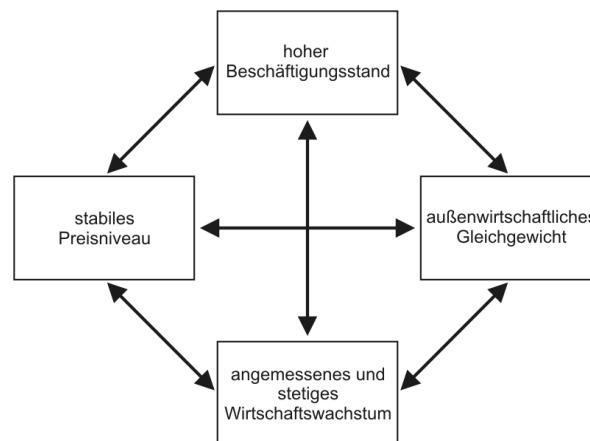 hoher
Beschäftigungsstand
stabiles
Preisniveau
außenwirtschaftliches
Gleichgewicht
angemessenes und
stetiges
Wirtschaftswachstum